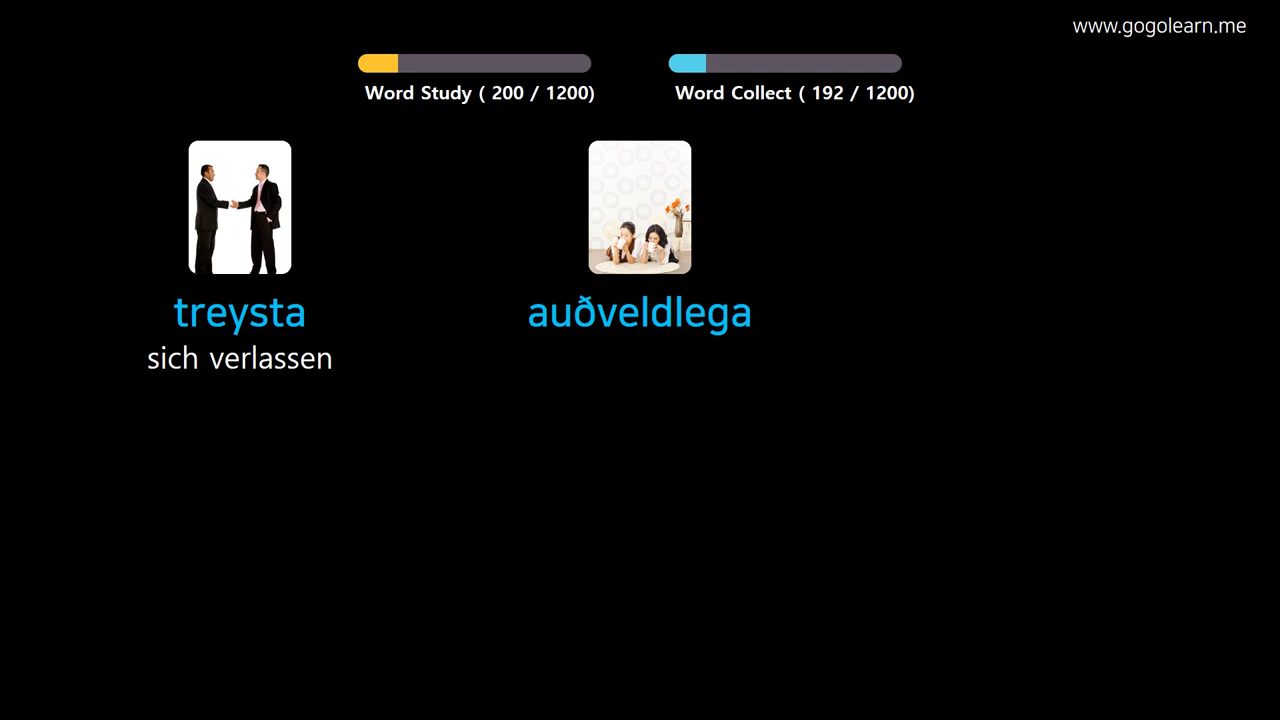 www.gogolearn.me
Word Study ( 200 / 1200)
Word Collect ( 192 / 1200)
treysta
sich verlassen
auðveldlega